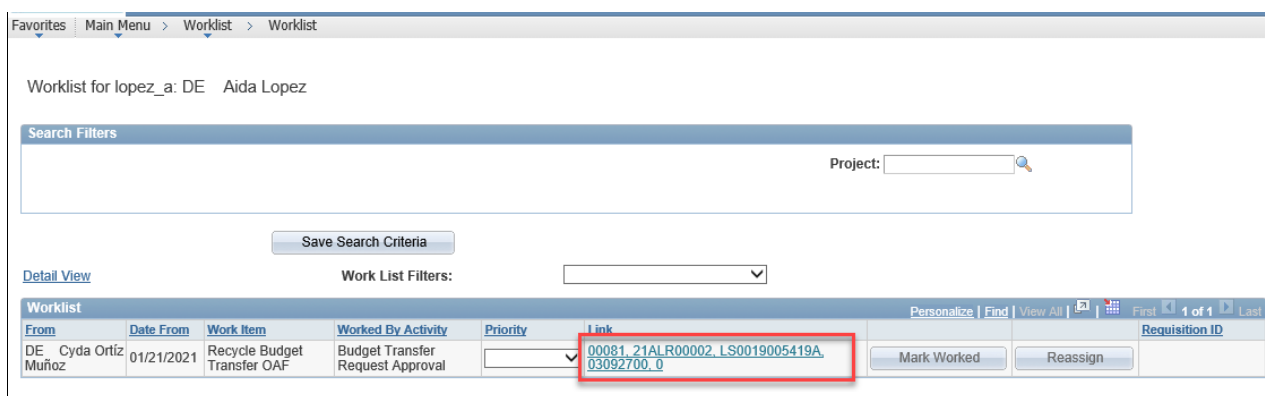 Favorites Main Menu > Worklist > Worklist
Worklist for lopez_a: DE Aida Lopez
Search Filters
Project:
Save Search Criteria
Detail View Work List Filters:
Worklist Personalize | Find | View All | | First 1 of 1 Last
From Date From Work Item Worked By Activity Priority Link Requisition ID
DE Cyda Ortíz Muñoz 01/21/2021 Recycle Budget Transfer OAF Budget Transfer Request Approval 00081, 21ALR00002, LS0019005419A, 03092700, 0 Mark Worked Reassign